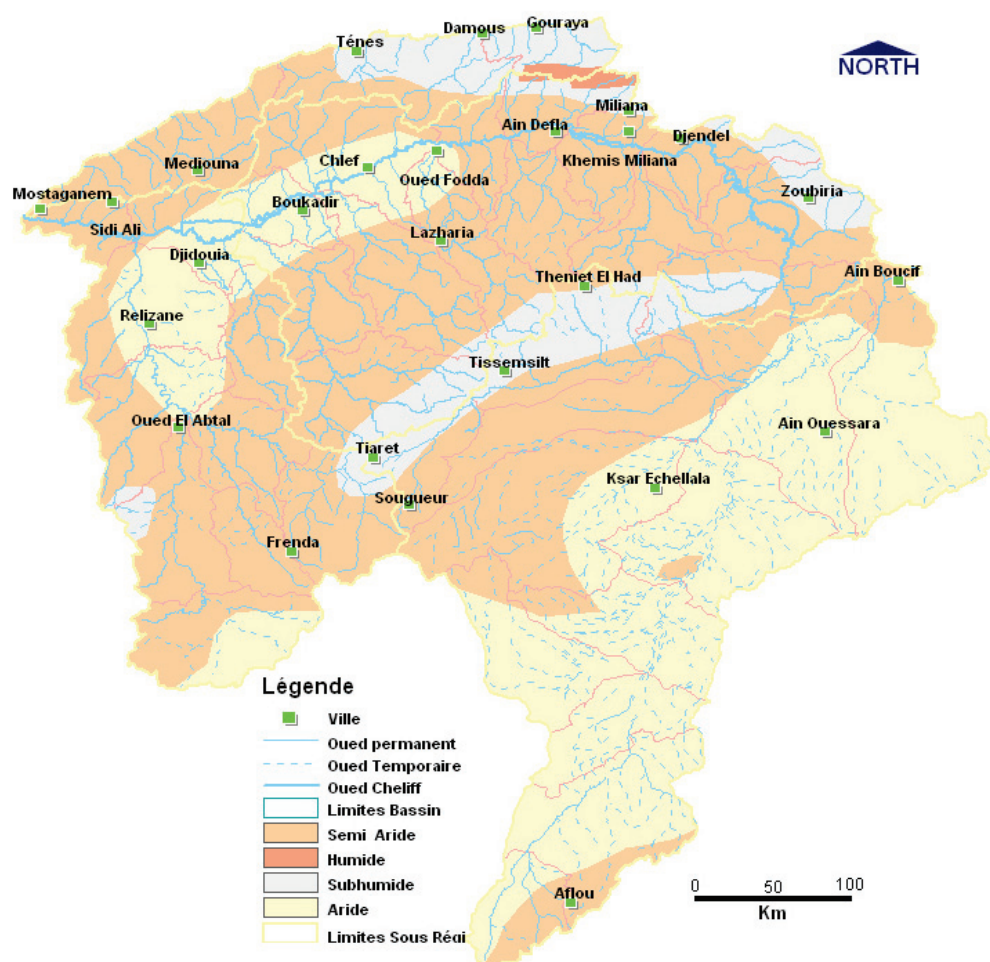 Gouraya
Damous
Ténes
NORTH
Miliana
Ain Defla
Djendel
Khemis Miliana
Chlef
Mediouna
Oued Fodda
Mostaganem
Boukadir
Zoubiria
Sidi Ali
Lazharia
Djidouia
Theniet El Had
Ain Boucif
Relizane
Tissemsilt
Oued El Abtal
Ain Ouessara
Tiaret
Ksar Echellala
Sougueur
Frenda
Légende
Ville
Oued permanent
Oued Temporaire
Oued Cheliff
Limites Bassin
Semi Aride
Humide
Subhumide
Aride
Limites Sous Régi
Aflou
0 50 100
Km